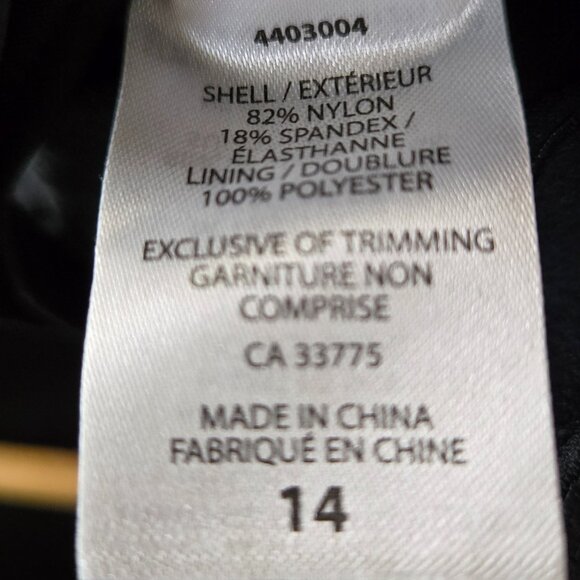 4403004
SHELL / EXTÉRIEUR
82% NYLON
18% SPANDEX /
ÉLASTHANNE
LINING / DOUBLURE
100% POLYESTER
EXCLUSIVE OF TRIMMING
GARNITURE NON
COMPRISE
CA 33775
MADE IN CHINA
FABRIQUÉ EN CHINE
14